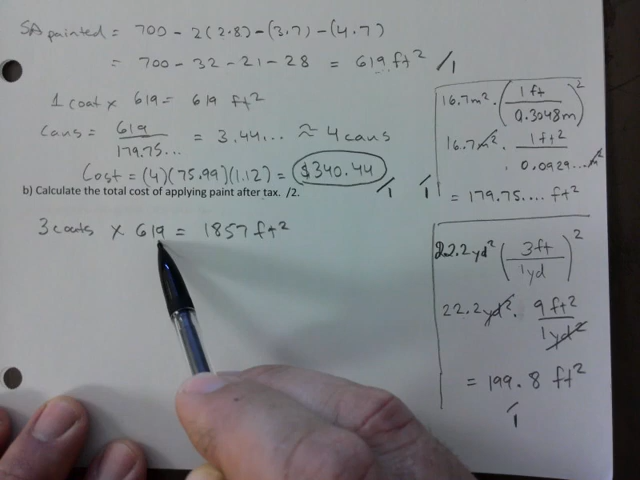 SA painted = 700 - 2(2·8) - (3·7) - (4·7)
= 700 - 32 - 21 - 28 = 619 ft² /1
1 coat × 619 = 619 ft²
Cans = 619/179.75... = 3.44... ≈ 4 cans
Cost = (4)(75.99)(1.12) = $340.44 /1
b) Calculate the total cost of applying paint after tax. /2.
3 coats × 619 = 1857 ft²
16.7m² · (1ft/0.3048m)²
16.7m² · 1ft²/0.0929...m²
/1 = 179.75.... ft²
22.2yd² (3ft/1yd)²
22.2yd² · 9ft²/1yd²
= 199.8 ft²
/1